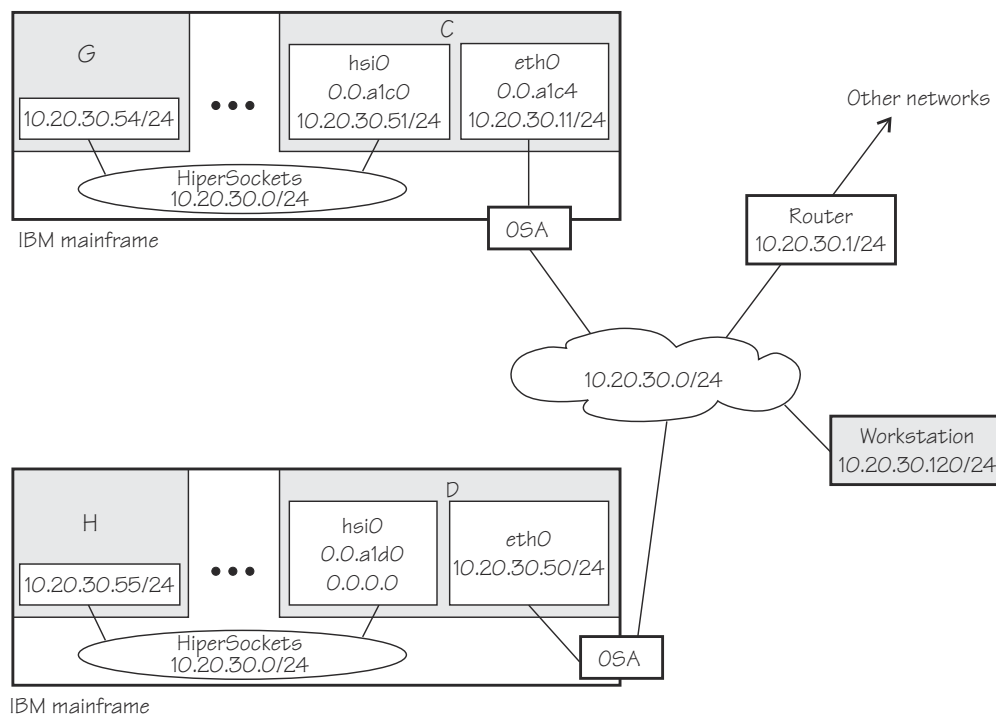 G
10.20.30.54/24
C
hsi0
0.0.a1c0
10.20.30.51/24
eth0
0.0.a1c4
10.20.30.11/24
HiperSockets
10.20.30.0/24
OSA
IBM mainframe
Other networks
Router
10.20.30.1/24
10.20.30.0/24
Workstation
10.20.30.120/24
H
10.20.30.55/24
D
hsi0
0.0.a1d0
0.0.0.0
eth0
10.20.30.50/24
HiperSockets
10.20.30.0/24
OSA
IBM mainframe